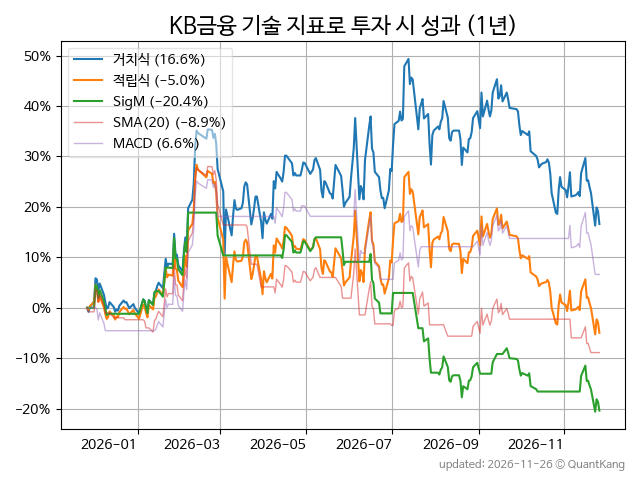 KB금융 기술 지표로 투자 시 성과 (1년)
거치식 (16.6%)
적립식 (−5.0%)
SigM (−20.4%)
SMA(20) (−8.9%)
MACD (6.6%)
50%
40%
30%
20%
10%
0%
−10%
−20%
2026−01 2026−03 2026−05 2026−07 2026−09 2026−11
updated: 2026−11−26 ⓒ QuantKang